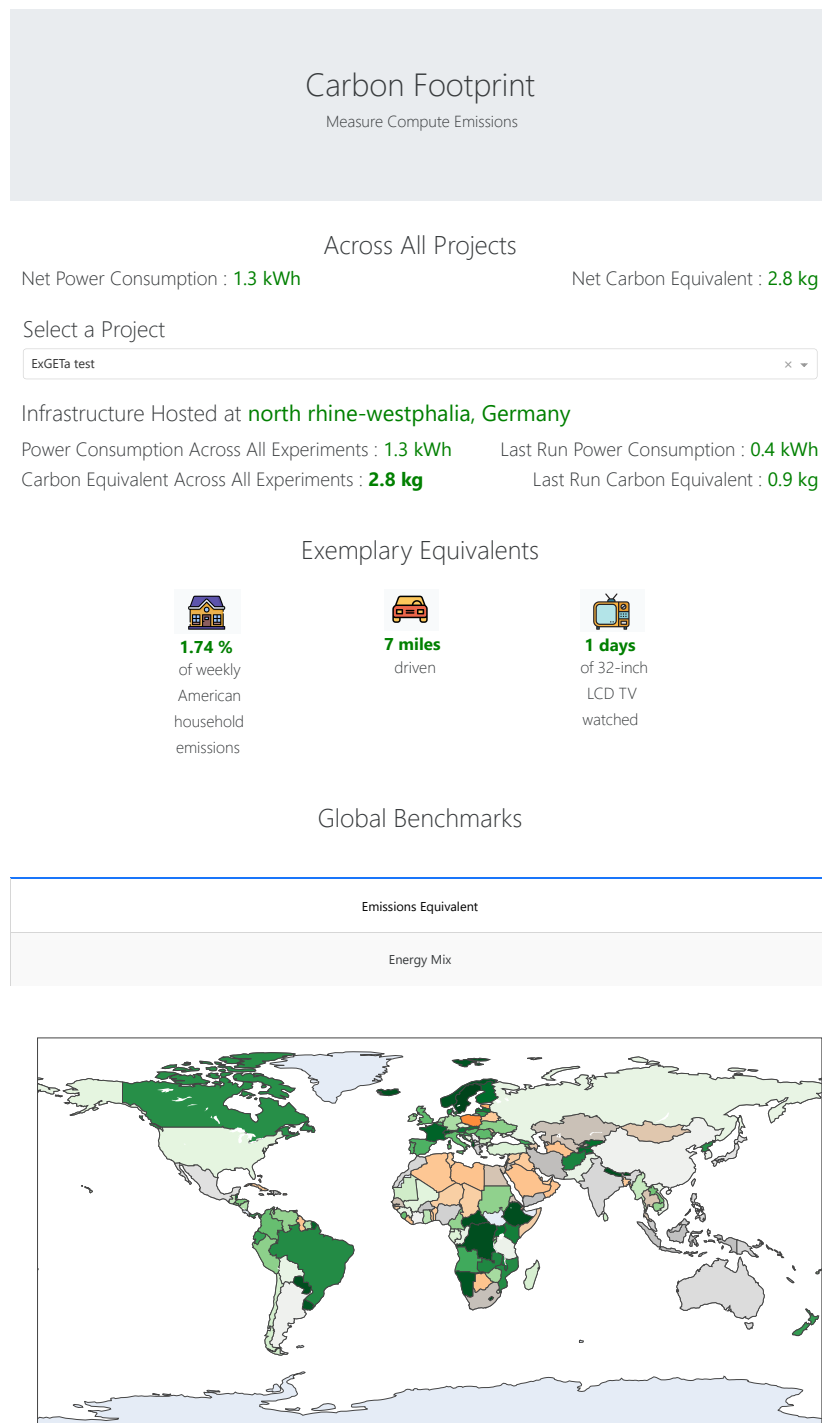 Carbon Footprint
Measure Compute Emissions
Across All Projects
Net Power Consumption : 1.3 kWh
Net Carbon Equivalent : 2.8 kg
Select a Project
ExGETa test
Infrastructure Hosted at north rhine-westphalia, Germany
Power Consumption Across All Experiments : 1.3 kWh
Last Run Power Consumption : 0.4 kWh
Carbon Equivalent Across All Experiments : 2.8 kg
Last Run Carbon Equivalent : 0.9 kg
Exemplary Equivalents
1.74 %
of weekly
American
household
emissions
7 miles
driven
1 days
of 32-inch
LCD TV
watched
Global Benchmarks
Emissions Equivalent
Energy Mix